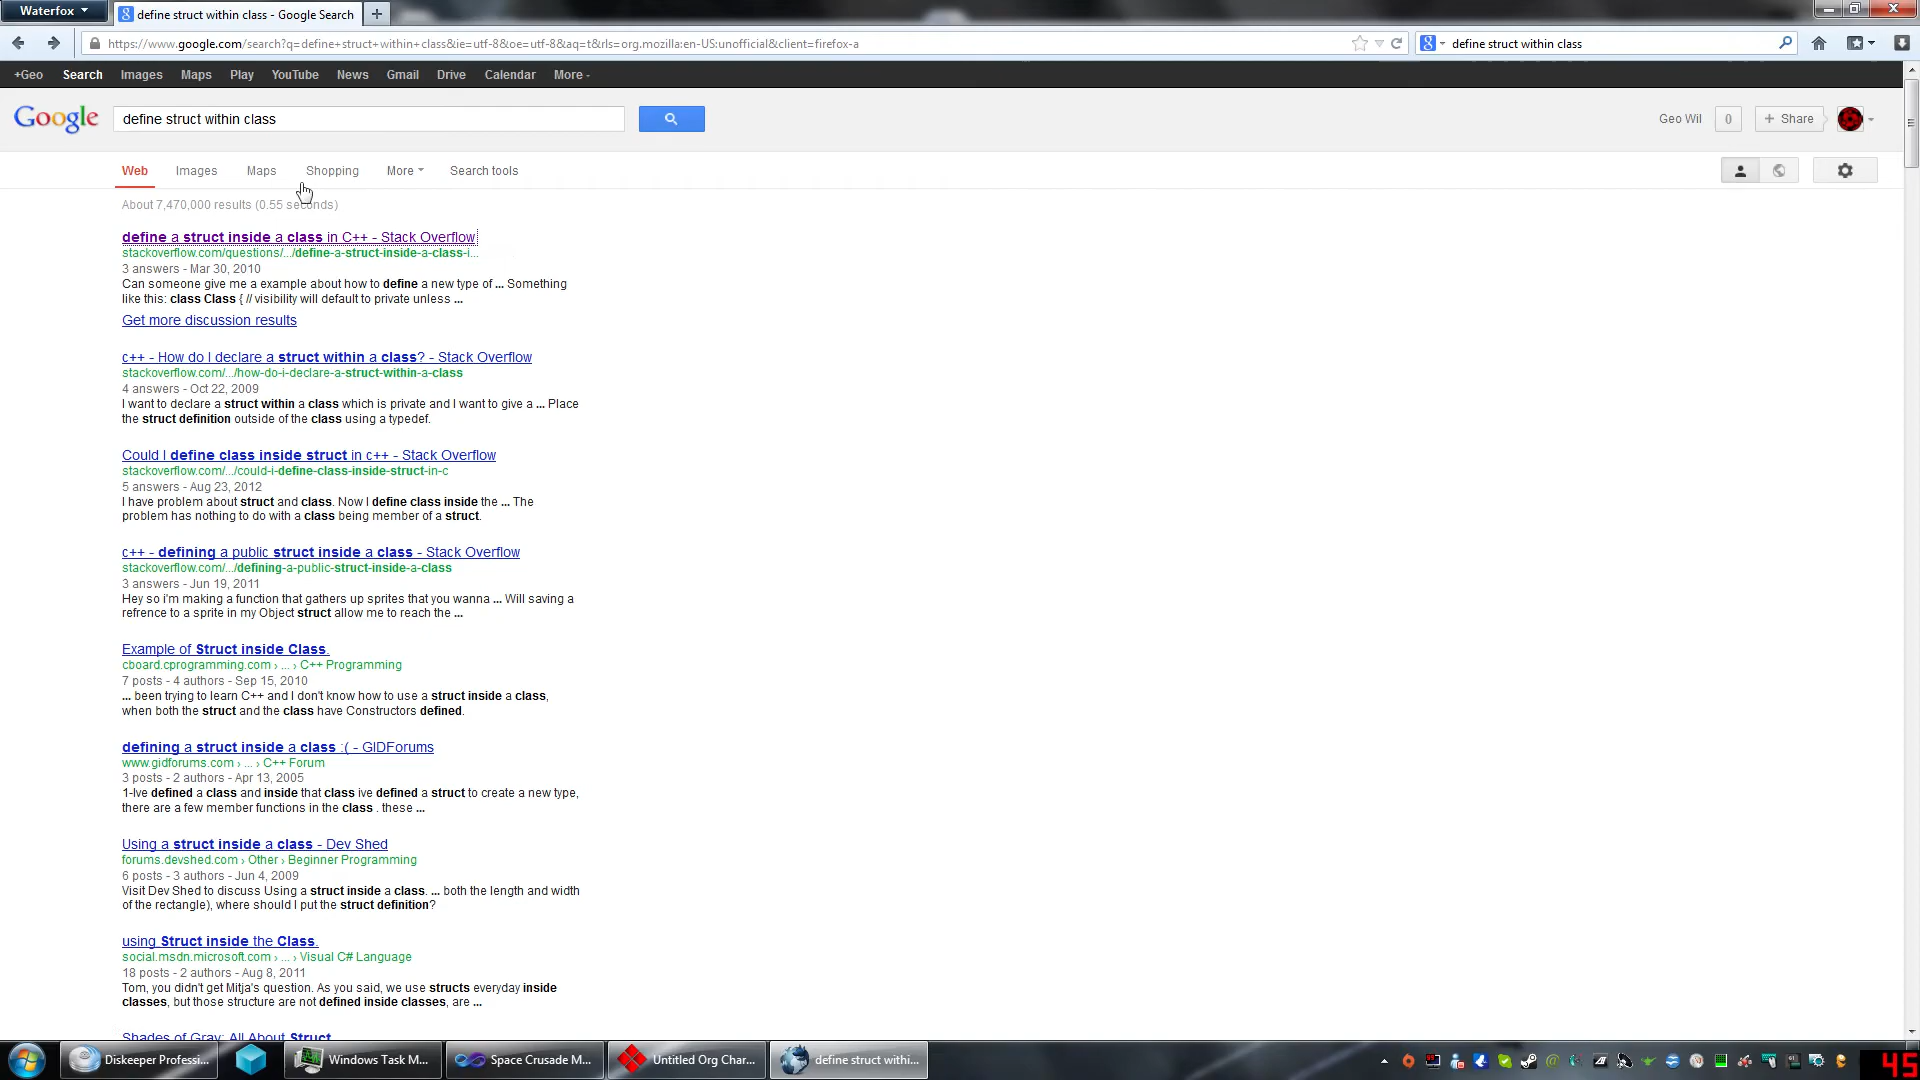 Waterfox
define struct within class - Google Search
https://www.google.com/search?q=define+struct+within+class&ie=utf-8&oe=utf-8&aq=t&rls=org.mozilla:en-US:unofficial&client=firefox-a
define struct within class
+Geo Search Images Maps Play YouTube News Gmail Drive Calendar More
Google
define struct within class
Geo Wil 0 + Share
Web Images Maps Shopping More Search tools
About 7,470,000 results (0.55 seconds)
define a struct inside a class in C++ - Stack Overflow
stackoverflow.com/questions/.../define-a-struct-inside-a-class-i...
3 answers - Mar 30, 2010
Can someone give me a example about how to define a new type of ... Something
like this: class Class { // visibility will default to private unless ...
Get more discussion results
c++ - How do I declare a struct within a class? - Stack Overflow
stackoverflow.com/.../how-do-i-declare-a-struct-within-a-class
4 answers - Oct 22, 2009
I want to declare a struct within a class which is private and I want to give a ... Place
the struct definition outside of the class using a typedef.
Could I define class inside struct in c++ - Stack Overflow
stackoverflow.com/.../could-i-define-class-inside-struct-in-c
5 answers - Aug 23, 2012
I have problem about struct and class. Now I define class inside the ... The
problem has nothing to do with a class being member of a struct.
c++ - defining a public struct inside a class - Stack Overflow
stackoverflow.com/.../defining-a-public-struct-inside-a-class
3 answers - Jun 19, 2011
Hey so i'm making a function that gathers up sprites that you wanna ... Will saving a
refrence to a sprite in my Object struct allow me to reach the ...
Example of Struct inside Class.
cboard.cprogramming.com › ... › C++ Programming
7 posts - 4 authors - Sep 15, 2010
... been trying to learn C++ and I don't know how to use a struct inside a class,
when both the struct and the class have Constructors defined.
defining a struct inside a class :( - GIDForums
www.gidforums.com › ... › C++ Forum
3 posts - 2 authors - Apr 13, 2005
1-Ive defined a class and inside that class ive defined a struct to create a new type,
there are a few member functions in the class . these ...
Using a struct inside a class - Dev Shed
forums.devshed.com › Other › Beginner Programming
6 posts - 3 authors - Jun 4, 2009
Visit Dev Shed to discuss Using a struct inside a class. ... both the length and width
of the rectangle), where should I put the struct definition?
using Struct inside the Class.
social.msdn.microsoft.com › ... › Visual C# Language
18 posts - 2 authors - Aug 8, 2011
Tom, you didn't get Mitja's question. As you said, we use structs everyday inside
classes, but those structure are not defined inside classes, are ...
Shades of Gray: All About Struct
Diskeeper Professi... Windows Task M... Space Crusade M... Untitled Org Char... define struct withi... 45